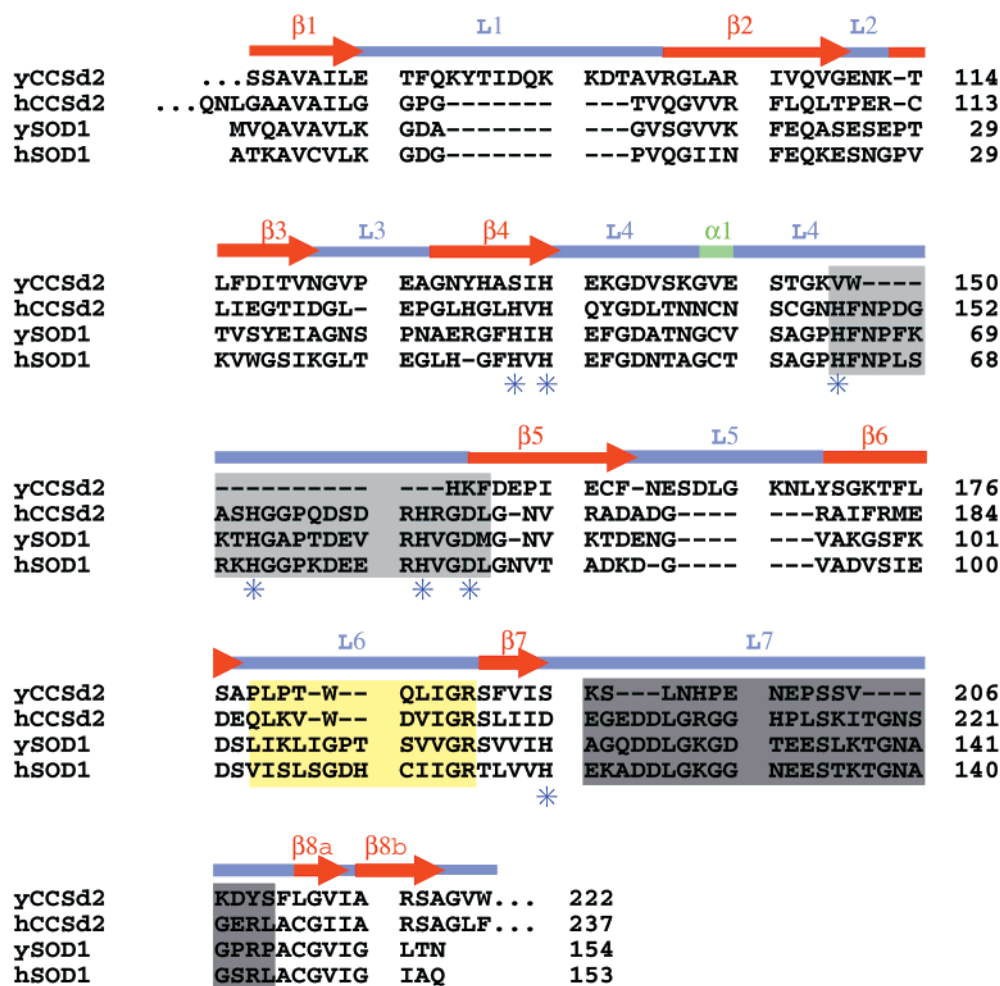 β1 L1 β2 L2
yCCSd2 ...SSAVAILE TFQKYTIDQK KDTAVRGLAR IVQVGENK-T 114
hCCSd2 ...QNLGAAVAILG GPG------- ---TVQGVVR FLQLTPER-C 113
ySOD1 MVQAVAVLK GDA------- ---GVSGVVK FEQASESEPT 29
hSOD1 ATKAVCVLK GDG------- ---PVQGIIN FEQKESNGPV 29
β3 L3 β4 L4 α1 L4
yCCSd2 LFDITVNGVP EAGNYHASIH EKGDVSKGVE STGKVW---- 150
hCCSd2 LIEGTIDGL- EPGLHGLHVH QYGDLTNNCN SCGNHFNPDG 152
ySOD1 TVSYEIAGNS PNAERGFHIH EFGDATNGCV SAGPHFNPFK 69
hSOD1 KVWGSIKGLT EGLH-GFHVH EFGDNTAGCT SAGPHFNPLS 68
* * *
β5 L5 β6
yCCSd2 ---------- ---HKFDEPI ECF-NESDLG KNLYSGKTFL 176
hCCSd2 ASHGGPQDSD RHRGDLG-NV RADADG---- ---RAIFRME 184
ySOD1 KTHGAPTDEV RHVGDMG-NV KTDENG---- ---VAKGSFK 101
hSOD1 RKHGGPKDEE RHVGDLGNVT ADKD-G---- ---VADVSIE 100
* * *
L6 β7 L7
yCCSd2 SAPLPT-W-- QLIGRSFVIS KS---LNHPE NEPSSV---- 206
hCCSd2 DEQLKV-W-- DVIGRSLIID EGEDDLGRGG HPLSKITGNS 221
ySOD1 DSLIKLIGPT SVVGRSVVIH AGQDDLGKGD TEESLKTGNA 141
hSOD1 DSVISLSGDH CIIGRTLVVH EKADDLGKGG NEESTKTGNA 140
*
β8a β8b
yCCSd2 KDYSFLGVIA RSAGVW... 222
hCCSd2 GERLACGIIA RSAGLF... 237
ySOD1 GPRPACGVIG LTN 154
hSOD1 GSRLACGVIG IAQ 153